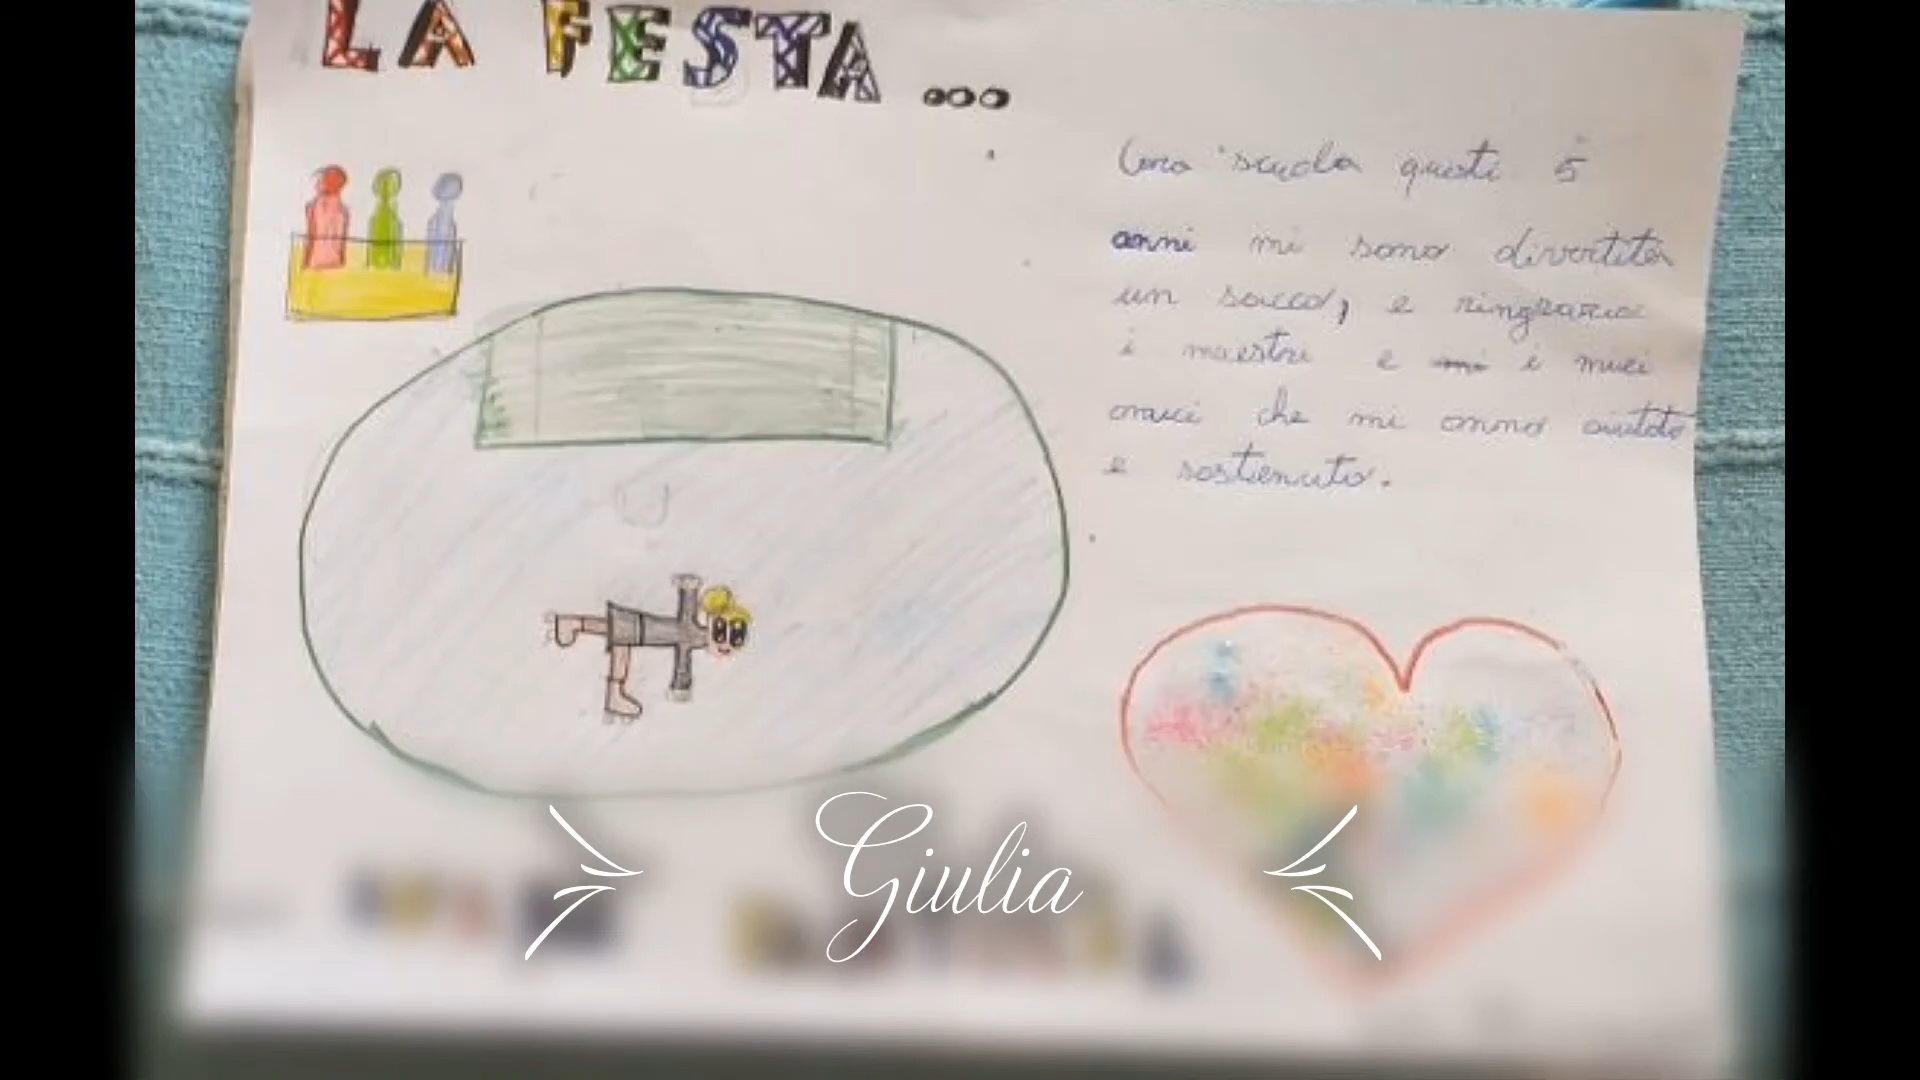 LA FESTA ...
Cara scuola questi 5
anni mi sono divertita
un sacco, e ringrazio
i maestri e mi i miei
amici che mi anno aiutato
e sostienuto.
Giulia